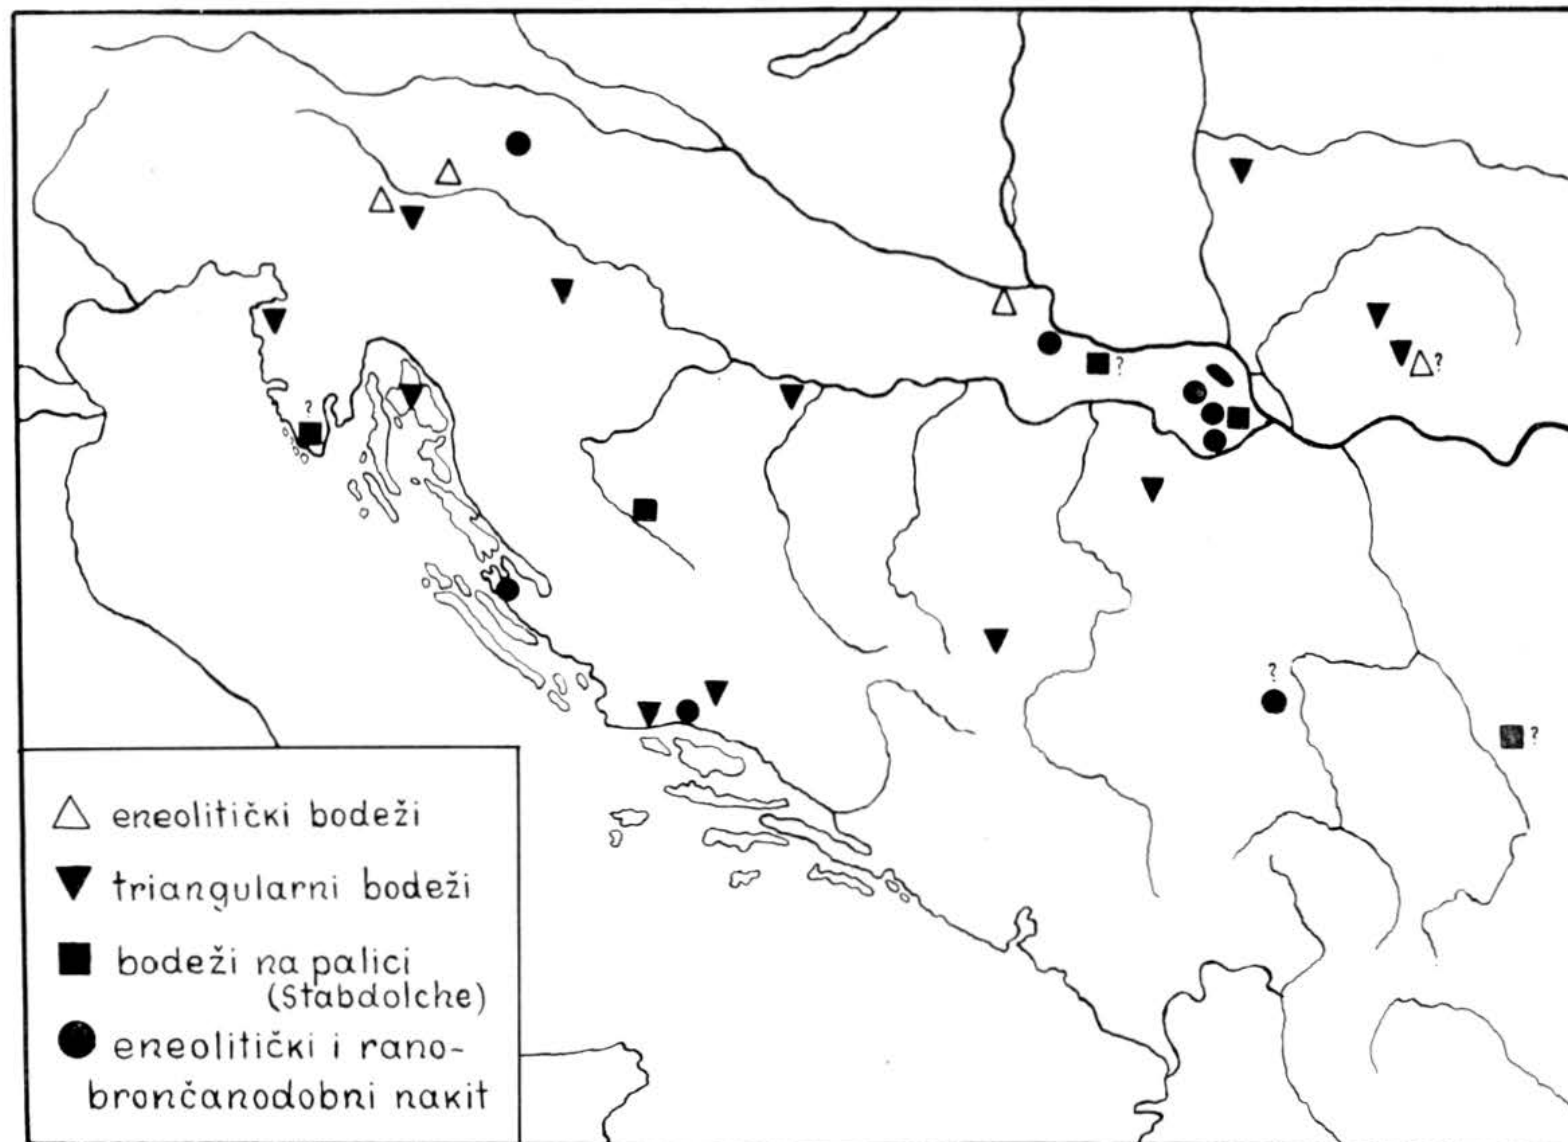 ?
?
?
?
?
eneolitički bodeži
triangularni bodeži
bodeži na palici
(Stabdolche)
eneolitički i rano-
brončanodobni nakit